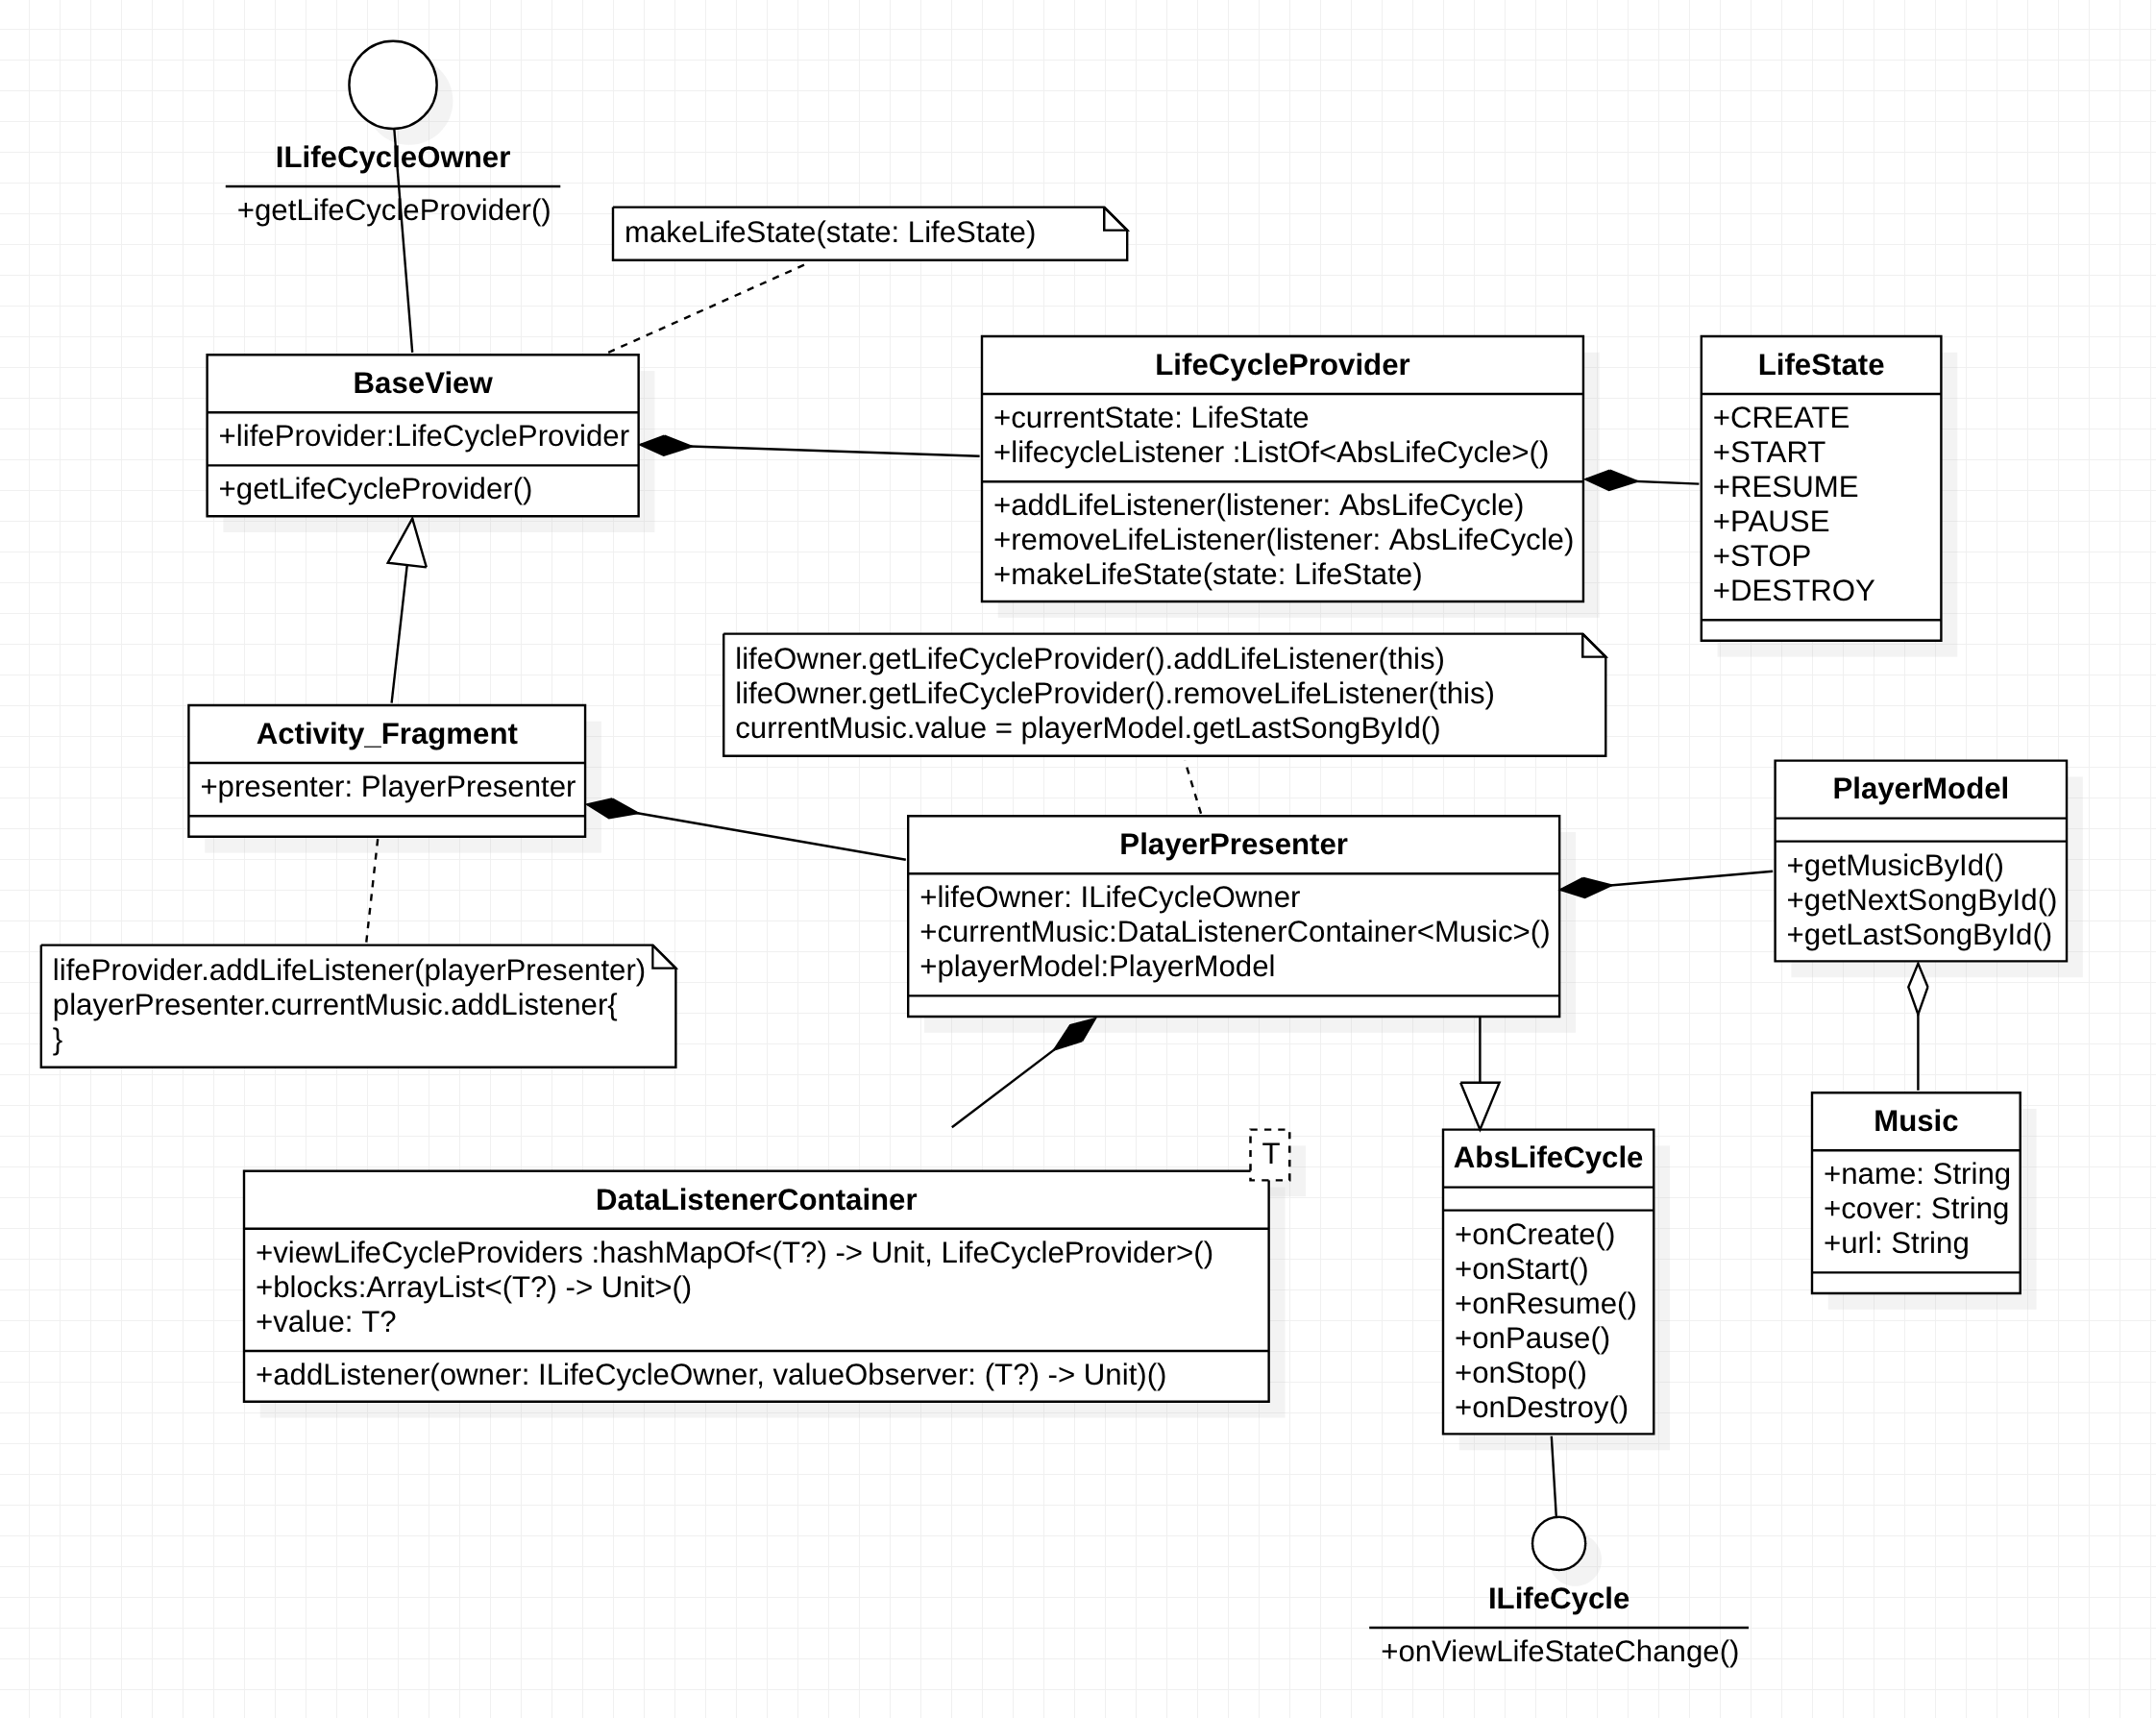 ILifeCycleOwner
+getLifeCycleProvider()
makeLifeState(state: LifeState)
BaseView
+lifeProvider:LifeCycleProvider
+getLifeCycleProvider()
LifeCycleProvider
+currentState: LifeState
+lifecycleListener :ListOf<AbsLifeCycle>()
+addLifeListener(listener: AbsLifeCycle)
+removeLifeListener(listener: AbsLifeCycle)
+makeLifeState(state: LifeState)
LifeState
+CREATE
+START
+RESUME
+PAUSE
+STOP
+DESTROY
lifeOwner.getLifeCycleProvider().addLifeListener(this)
lifeOwner.getLifeCycleProvider().removeLifeListener(this)
currentMusic.value = playerModel.getLastSongById()
Activity_Fragment
+presenter: PlayerPresenter
PlayerPresenter
+lifeOwner: ILifeCycleOwner
+currentMusic:DataListenerContainer<Music>()
+playerModel:PlayerModel
PlayerModel
+getMusicById()
+getNextSongById()
+getLastSongById()
lifeProvider.addLifeListener(playerPresenter)
playerPresenter.currentMusic.addListener{
}
T
DataListenerContainer
+viewLifeCycleProviders :hashMapOf<(T?) -> Unit, LifeCycleProvider>()
+blocks:ArrayList<(T?) -> Unit>()
+value: T?
+addListener(owner: ILifeCycleOwner, valueObserver: (T?) -> Unit)()
AbsLifeCycle
+onCreate()
+onStart()
+onResume()
+onPause()
+onStop()
+onDestroy()
Music
+name: String
+cover: String
+url: String
ILifeCycle
+onViewLifeStateChange()